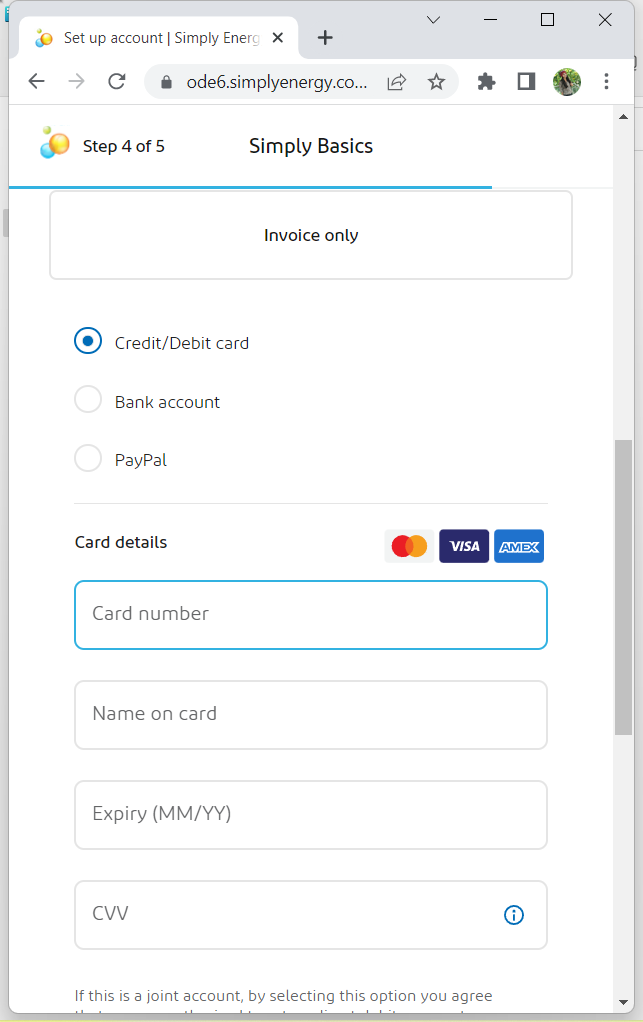 Set up account | Simply Energ
ode6.simplyenergy.co...
Step 4 of 5
Simply Basics
Invoice only
Credit/Debit card
Bank account
PayPal
Card details
VISA
AMEX
Card number
Name on card
Expiry (MM/YY)
CVV
If this is a joint account, by selecting this option you agree